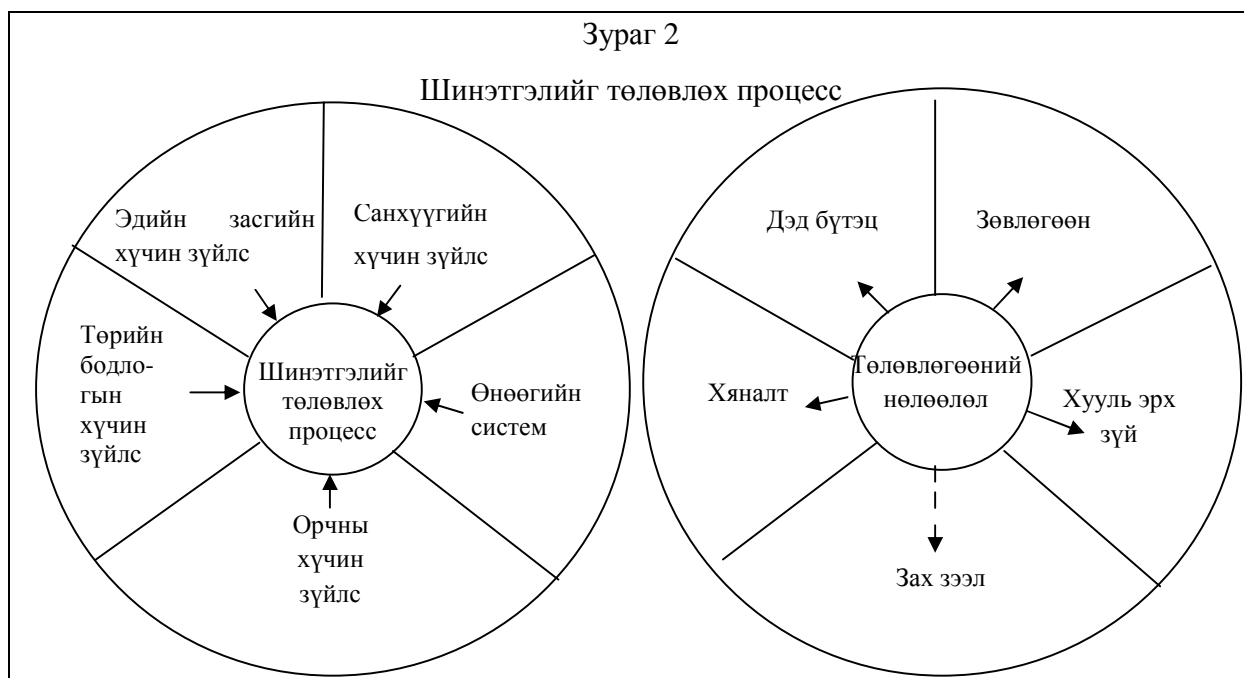 Зураг 2
Шинэтгэлийг төлөвлөх процесс
Эдийн засгийн
хүчин зүйлс
Санхүүгийн
хүчин зүйлс
Төрийн
бодло-
гын
хүчин
зүйлс
Шинэтгэлийг
төлөвлөх
процесс
Өнөөгийн
систем
Орчны
хүчин
зүйлс
Дэд бүтэц
Зөвлөгөөн
Хяналт
Төлөвлөгөөний
нөлөөлөл
Хууль эрх
зүй
Зах зээл